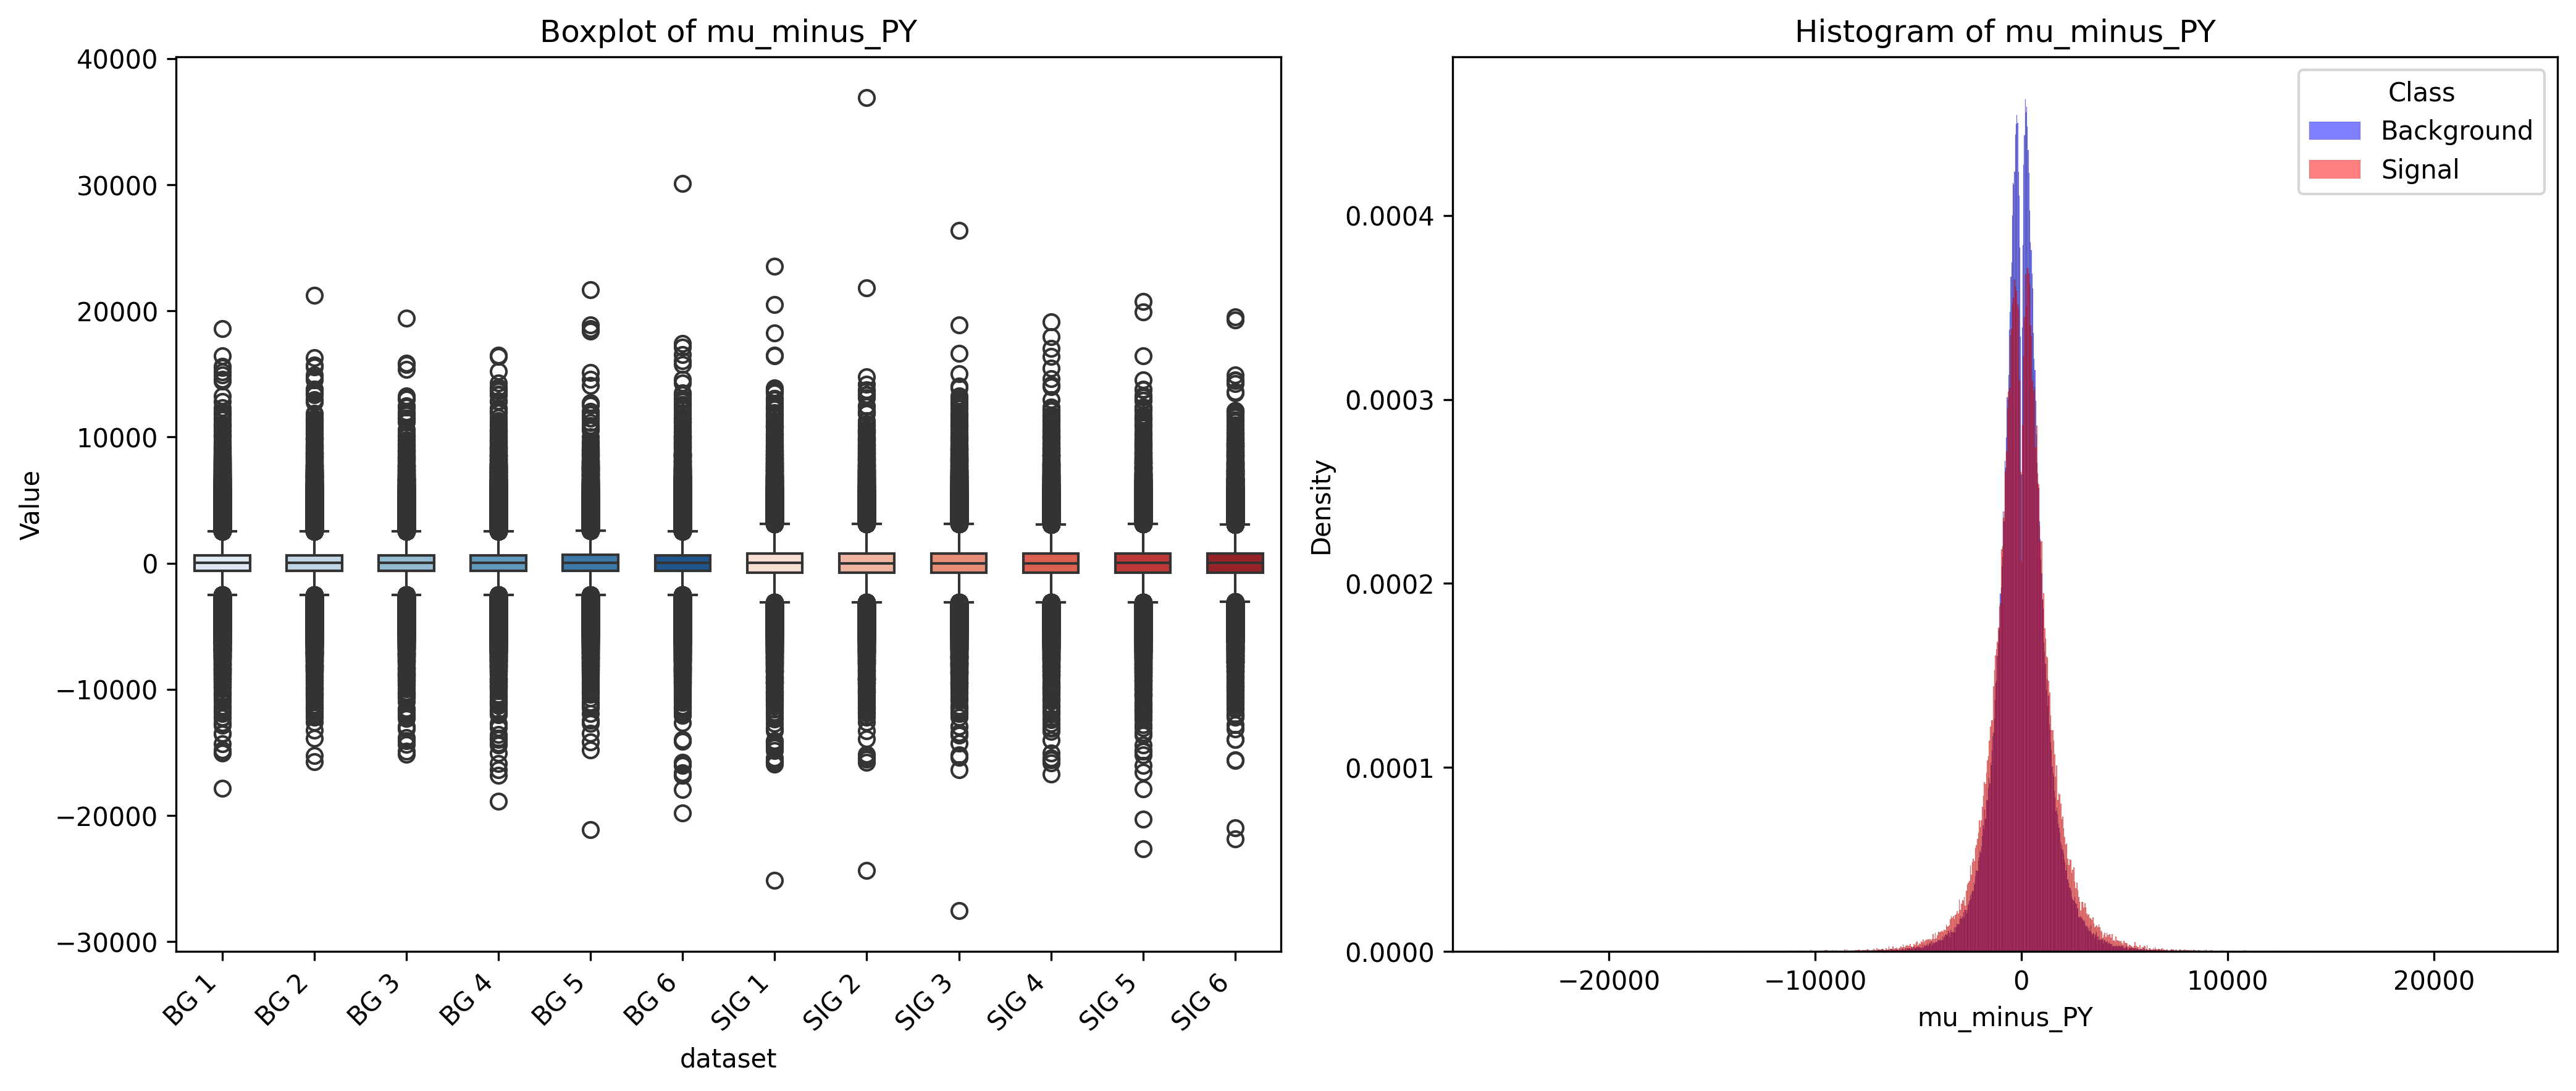 Boxplot of mu_minus_PY
Value
40000
30000
20000
10000
0
−10000
−20000
−30000
BG 1
BG 2
BG 3
BG 4
BG 5
BG 6
SIG 1
SIG 2
SIG 3
SIG 4
SIG 5
SIG 6
dataset
Histogram of mu_minus_PY
Class
Background
Signal
Density
0.0004
0.0003
0.0002
0.0001
0.0000
−20000
−10000
0
10000
20000
mu_minus_PY